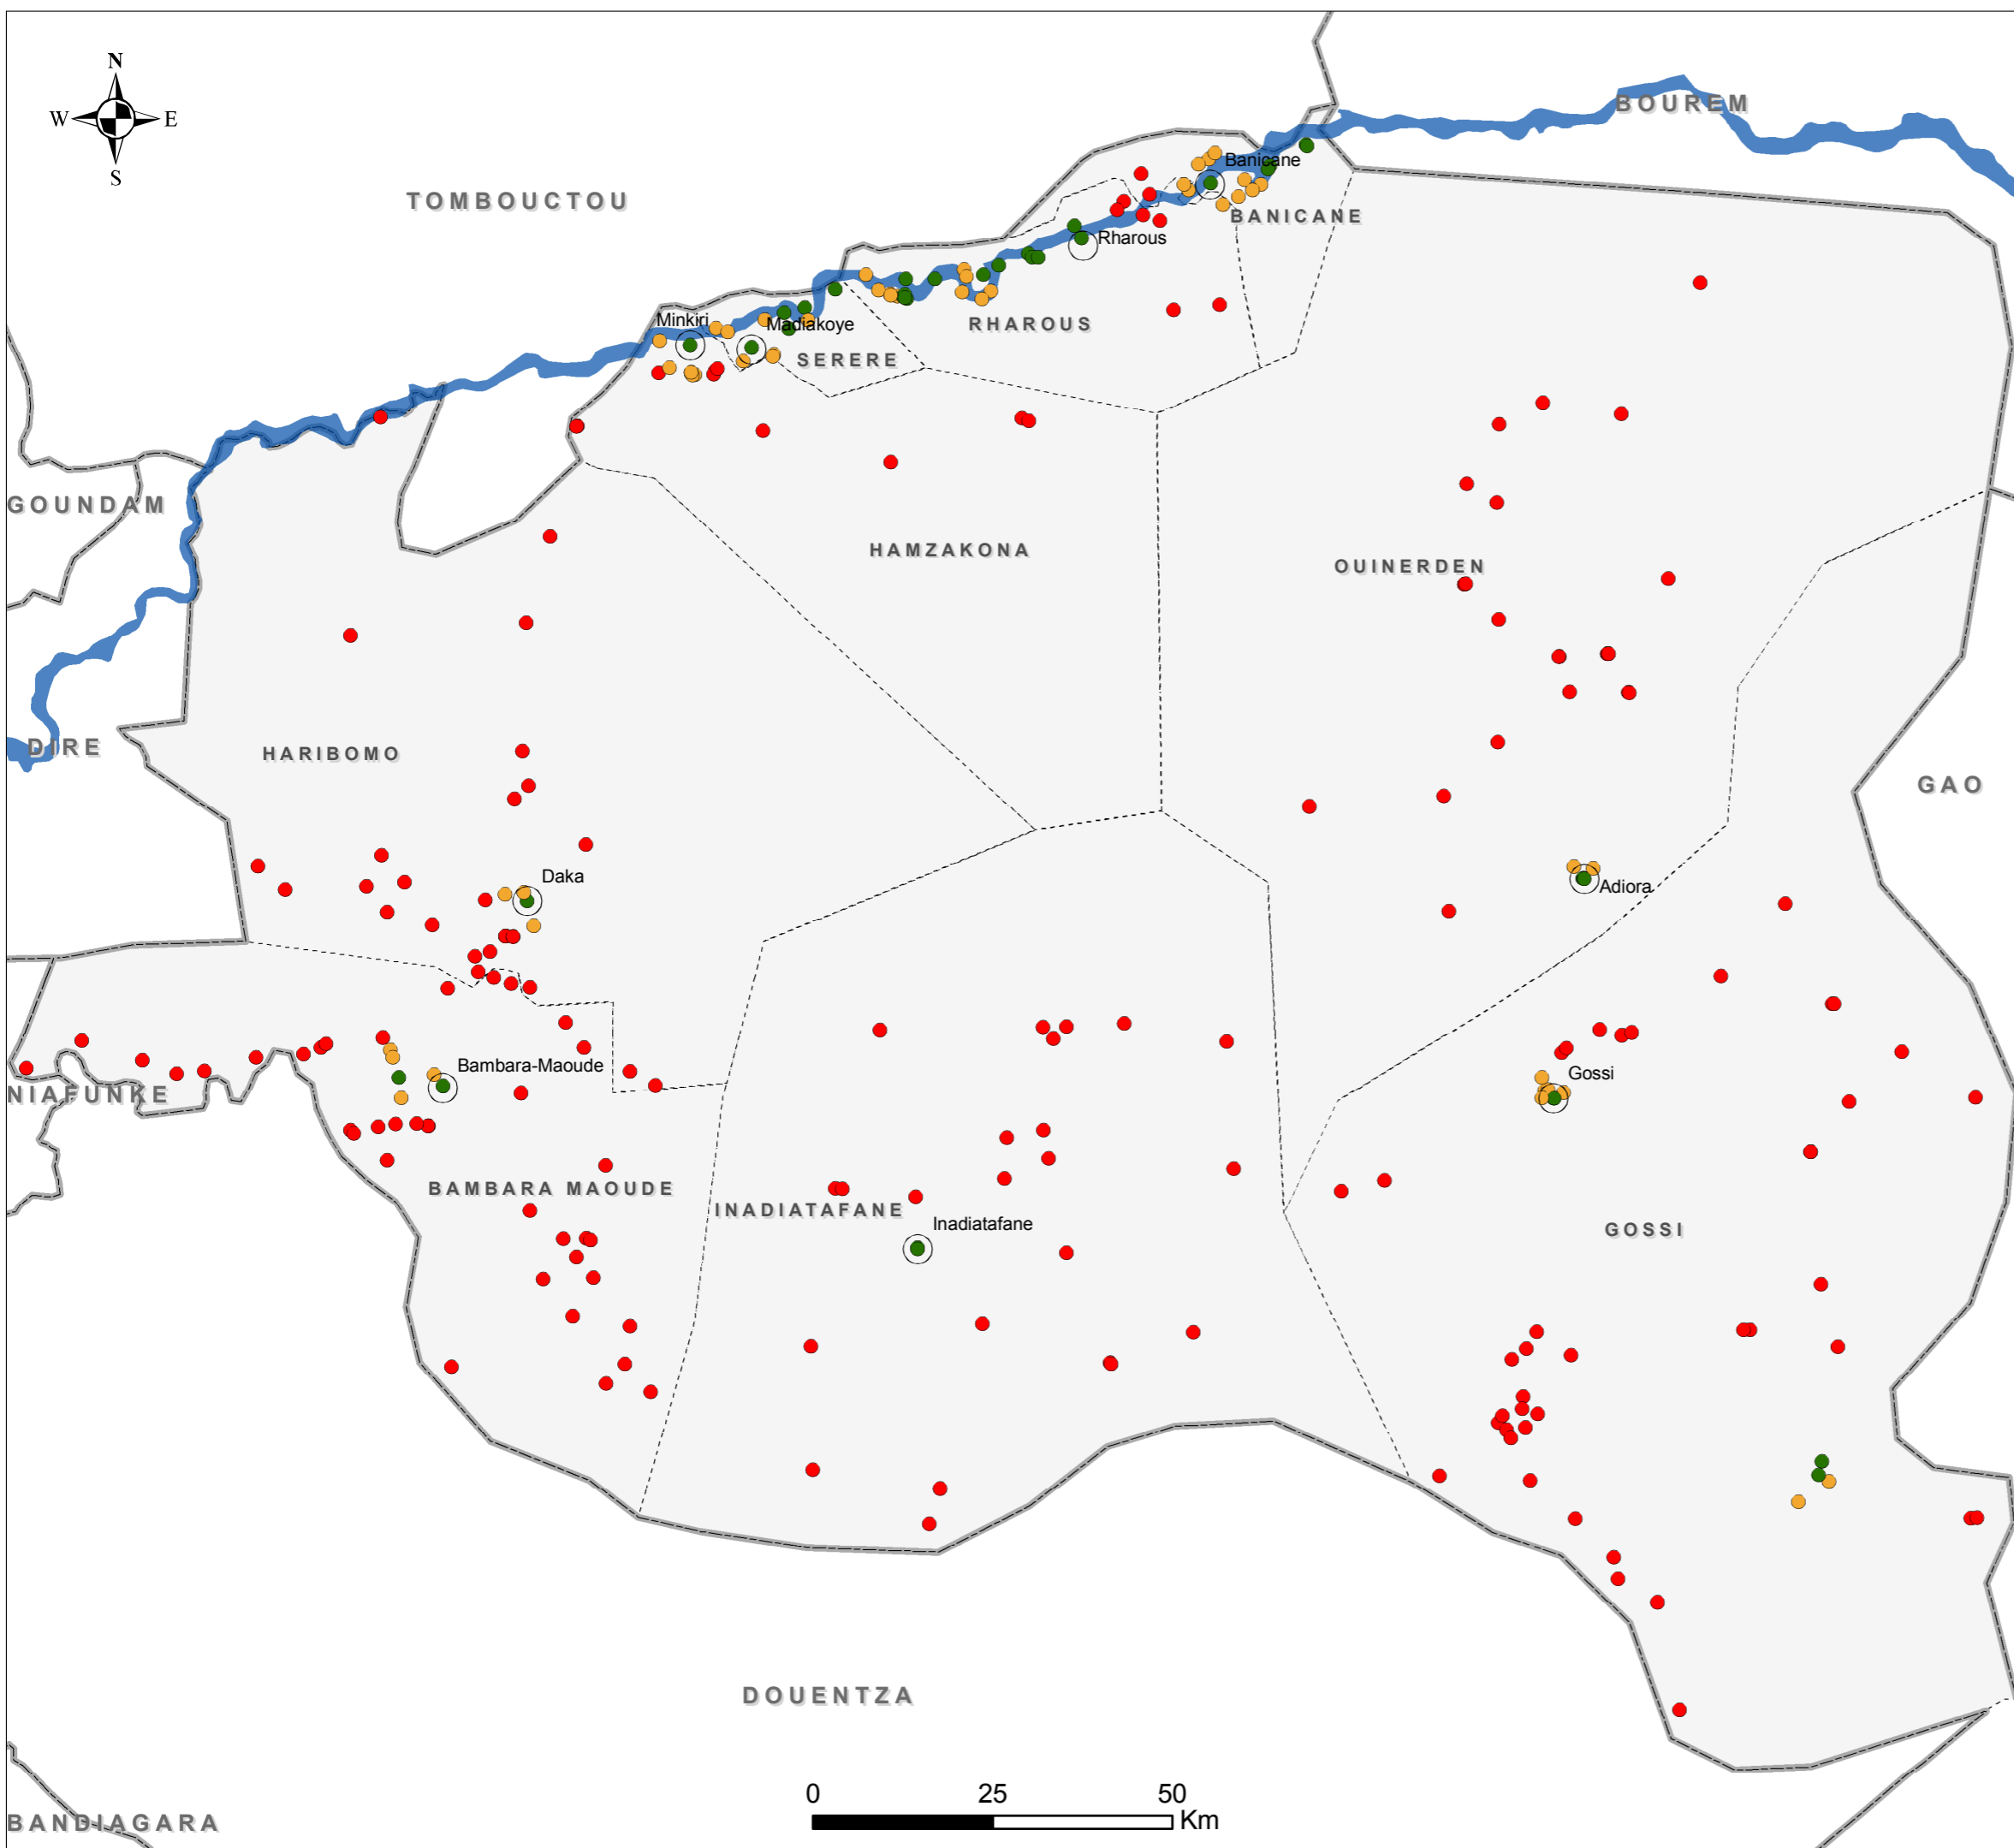 N
W E
S
BOUREM
TOMBOUCTOU
Banicane
BANICANE
Rharous
RHAROUS
Minkiri
Madiakoye
SERERE
GOUNDAM
HAMZAKONA
OUINERDEN
DIRE
HARIBOMO
GAO
Daka
Adiora
Bambara-Maoude
Gossi
NIAFUNKE
BAMBARA MAOUDE
INADIATAFANE
Inadiatafane
GOSSI
DOUENTZA
0 25 50
Km
BANDIAGARA